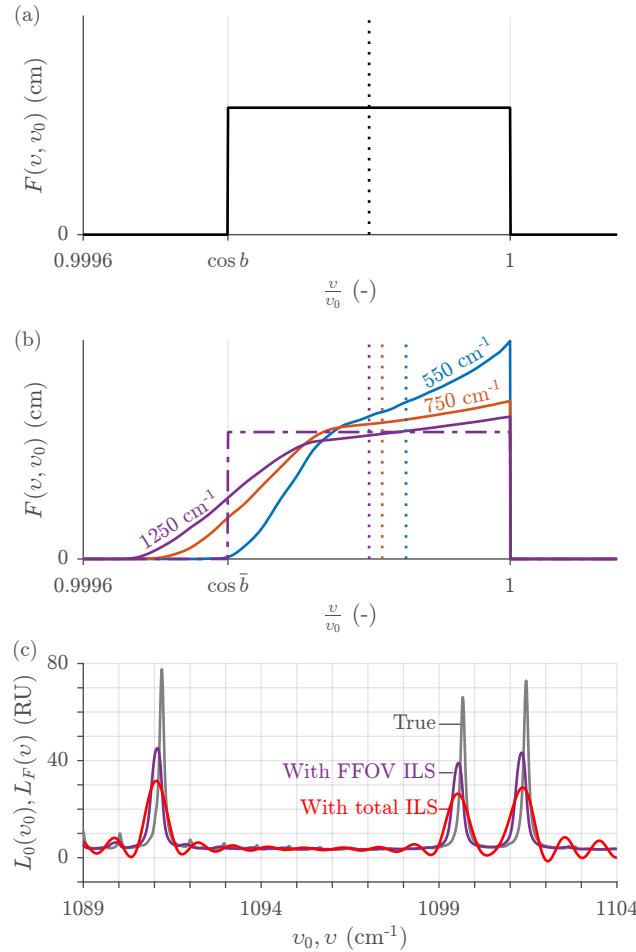 (a)
F(υ, υ₀) (cm)
0
0.9996
cos b
1
υ/υ₀ (-)
(b)
F(υ, υ₀) (cm)
550 cm⁻¹
750 cm⁻¹
1250 cm⁻¹
0
0.9996
cos b̄
1
υ/υ₀ (-)
(c)
L₀(υ₀), L_F(υ) (RU)
80
40
0
True
With FFOV ILS
With total ILS
1089
1094
1099
1104
υ₀, υ (cm⁻¹)